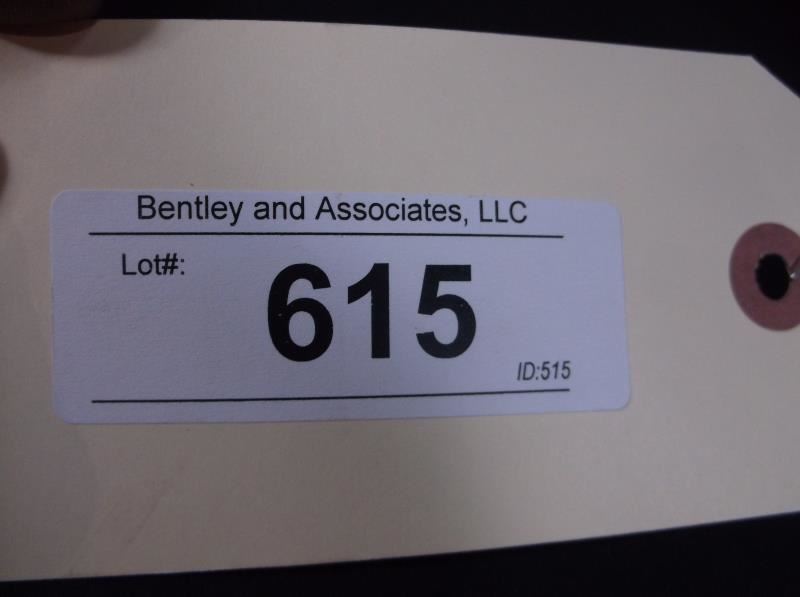 Bentley and Associates, LLC
Lot#:
615
ID:515